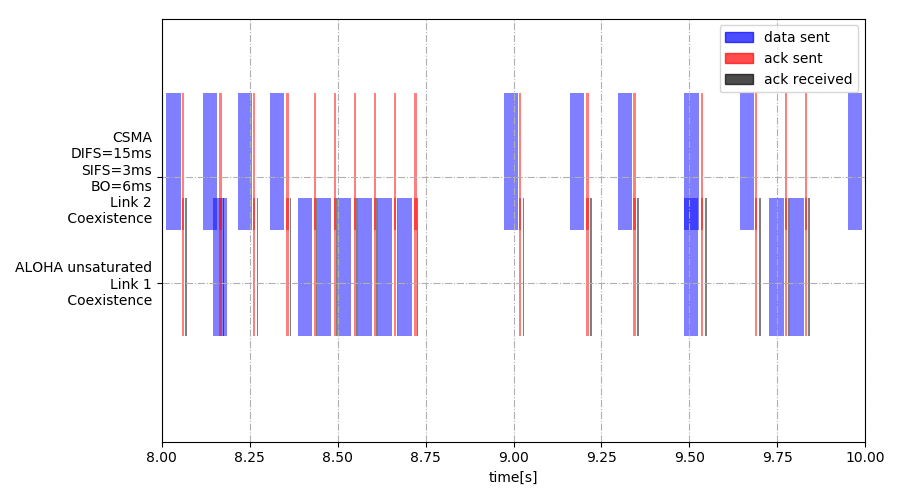 data sent
ack sent
ack received
CSMA
DIFS=15ms
SIFS=3ms
BO=6ms
Link 2
Coexistence
ALOHA unsaturated
Link 1
Coexistence
8.00 8.25 8.50 8.75 9.00 9.25 9.50 9.75 10.00
time[s]